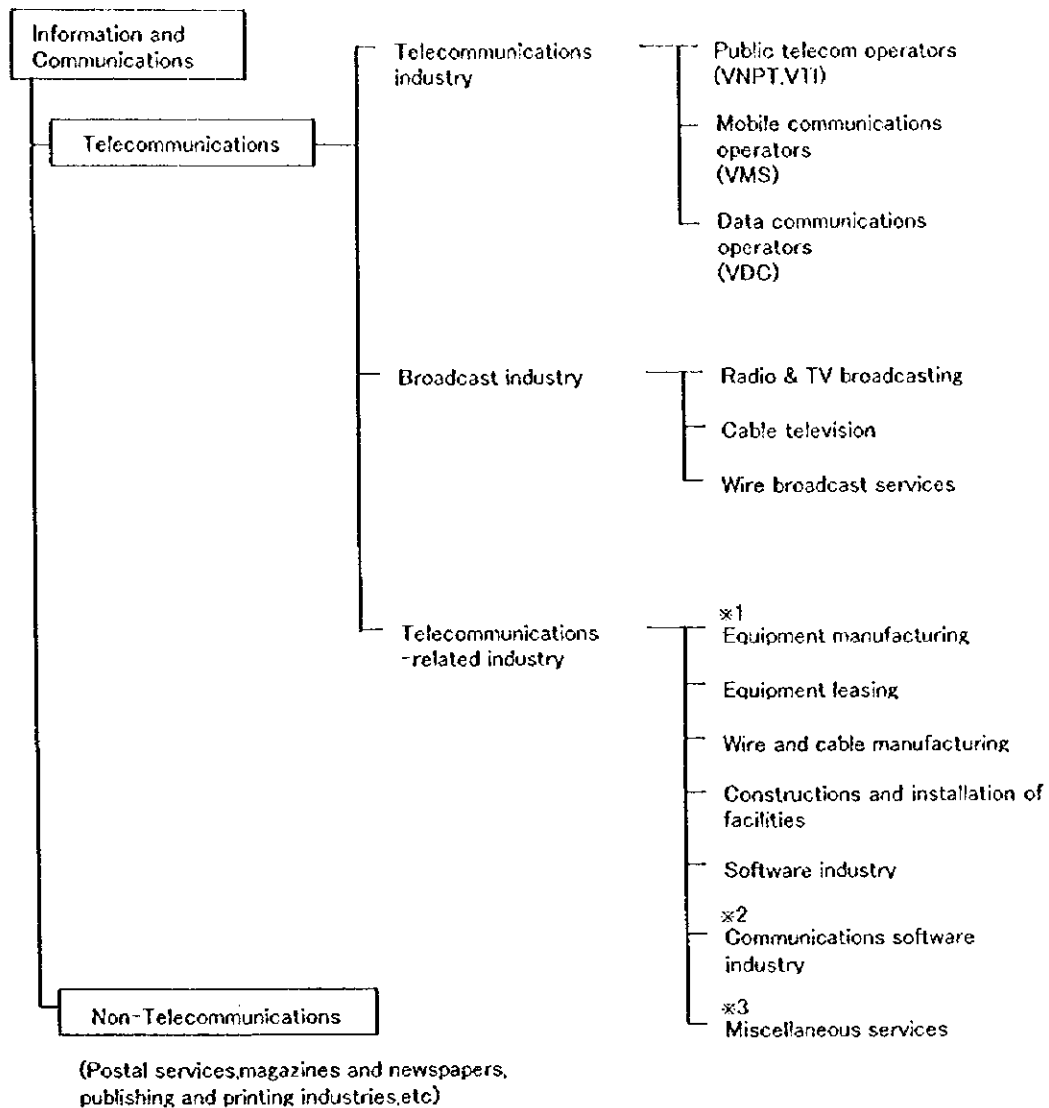 Information and
Communications
Telecommunications
Telecommunications
industry
Public telecom operators
(VNPT,VTI)
Mobile communications
operators
(VMS)
Data communications
operators
(VDC)
Broadcast industry
Radio & TV broadcasting
Cable television
Wire broadcast services
Telecommunications
-related industry
※1
Equipment manufacturing
Equipment leasing
Wire and cable manufacturing
Constructions and installation of
facilities
Software industry
※2
Communications software
industry
※3
Miscellaneous services
Non-Telecommunications
(Postal services,magazines and newspapers,
publishing and printing industries,etc)